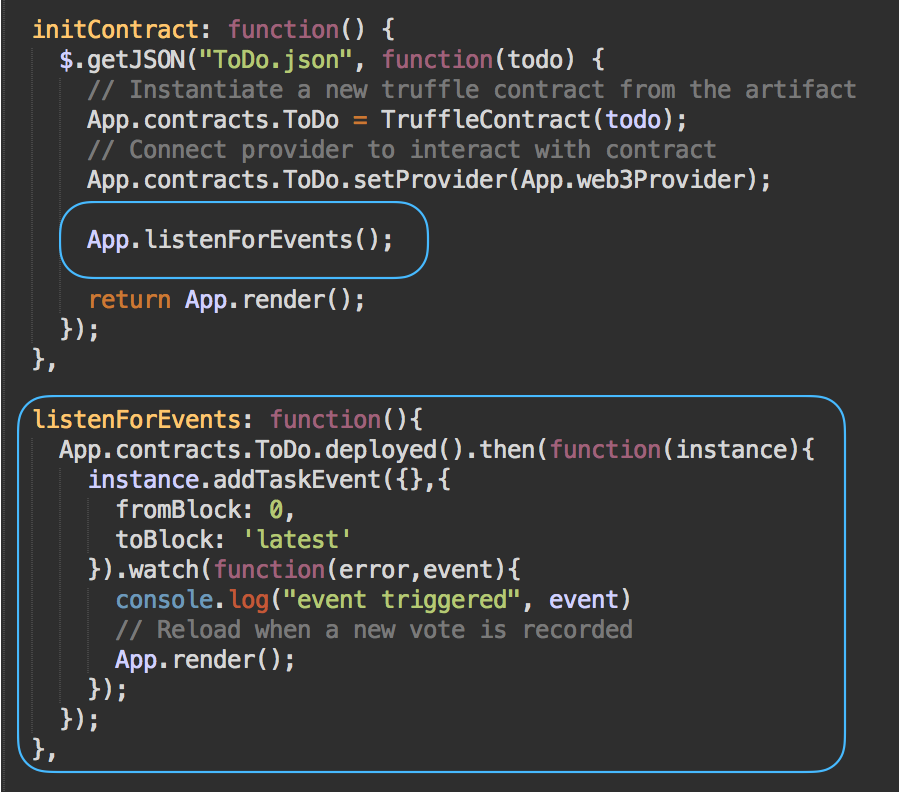 initContract: function() {
$.getJSON("ToDo.json", function(todo) {
// Instantiate a new truffle contract from the artifact
App.contracts.ToDo = TruffleContract(todo);
// Connect provider to interact with contract
App.contracts.ToDo.setProvider(App.web3Provider);
App.listenForEvents();
return App.render();
});
},
listenForEvents: function(){
App.contracts.ToDo.deployed().then(function(instance){
instance.addTaskEvent({},{
fromBlock: 0,
toBlock: 'latest'
}).watch(function(error,event){
console.log("event triggered", event)
// Reload when a new vote is recorded
App.render();
});
});
},